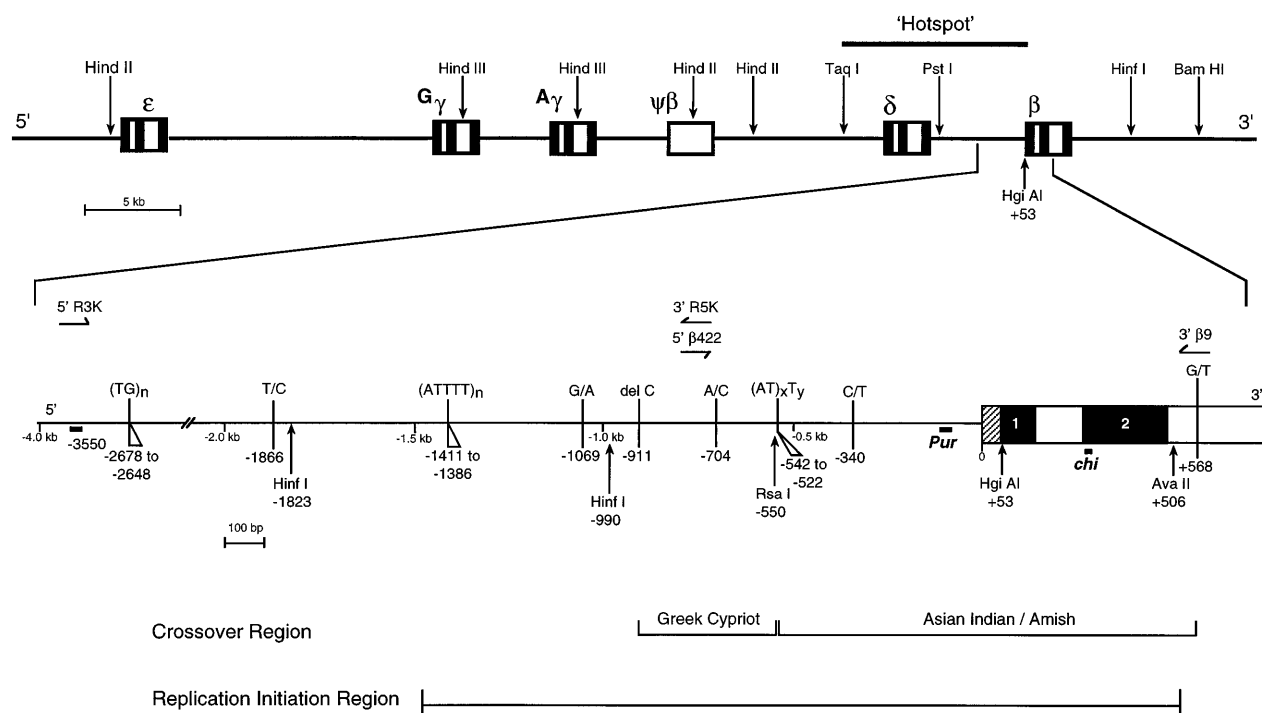 'Hotspot'
Hind II Hind III Hind III Hind II Hind II Taq I Pst I Hinf I Bam HI
ε Gγ Aγ ψβ δ β
5' 3'
5 kb
Hgi AI
+53
5' R3K 3' R5K
5' β422 3' β9
(TG)n T/C (ATTTT)n G/A del C A/C (AT)xTy C/T G/T
5' 3'
1 2
-4.0 kb -3550 -2.0 kb -1.5 kb -1.0 kb -0.5 kb Pur 0 chi
-2678 to
-2648
-1866
Hinf I
-1823
-1411 to
-1386
-1069
Hinf I
-990
-911
-704
Rsa I
-550
-542 to
-522
-340
Hgi AI
+53
Ava II
+506
+568
100 bp
Crossover Region Greek Cypriot Asian Indian / Amish
Replication Initiation Region